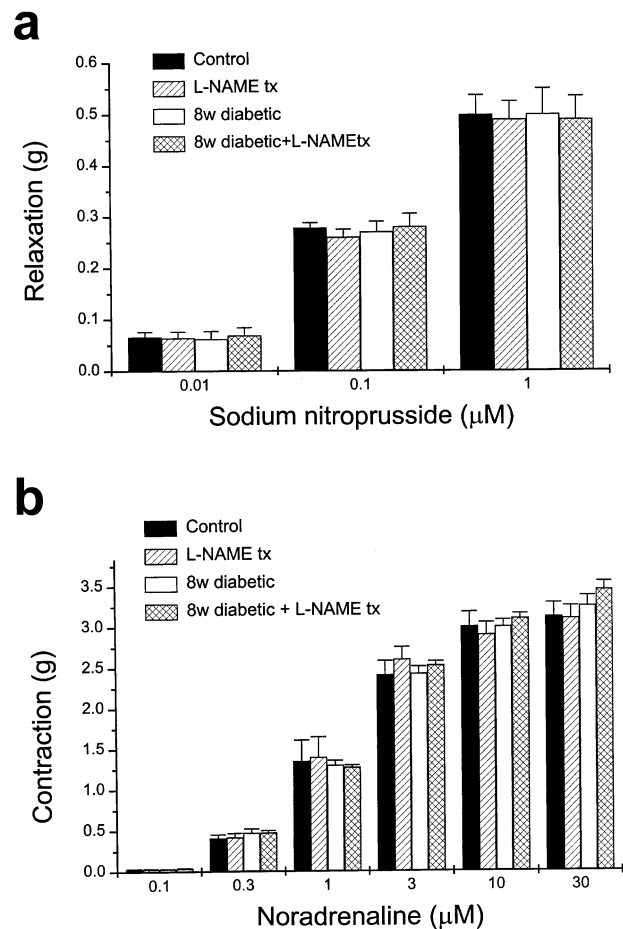 a
Control
L-NAME tx
8w diabetic
8w diabetic+L-NAMEtx
0.6
0.5
0.4
0.3
0.2
0.1
0.0
Relaxation (g)
0.01 0.1 1
Sodium nitroprusside (μM)
b
Control
L-NAME tx
8w diabetic
8w diabetic + L-NAME tx
3.5
3.0
2.5
2.0
1.5
1.0
0.5
0.0
Contraction (g)
0.1 0.3 1 3 10 30
Noradrenaline (μM)